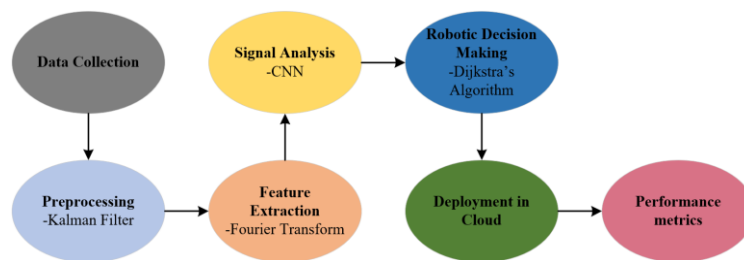 Data Collection
Preprocessing
-Kalman Filter
Feature
Extraction
-Fourier Transform
Signal Analysis
-CNN
Robotic Decision
Making
-Dijkstra’s
Algorithm
Deployment in
Cloud
Performance
metrics